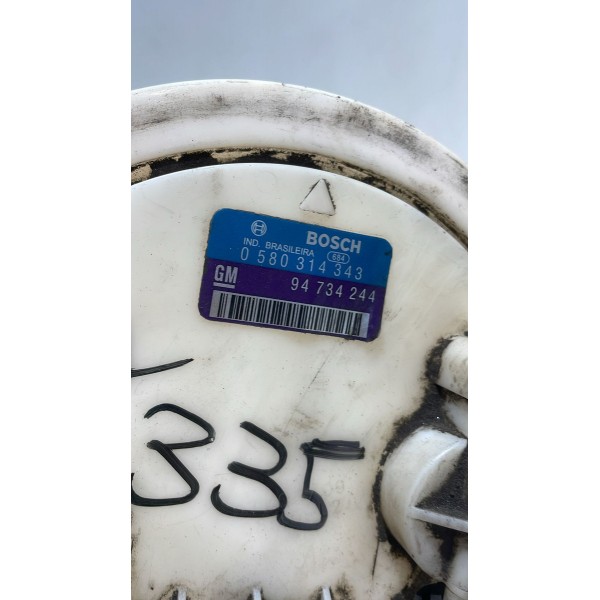 BOSCH
IND. BRASILEIRA 684
0 580 314 343
GM 94 734 244
335